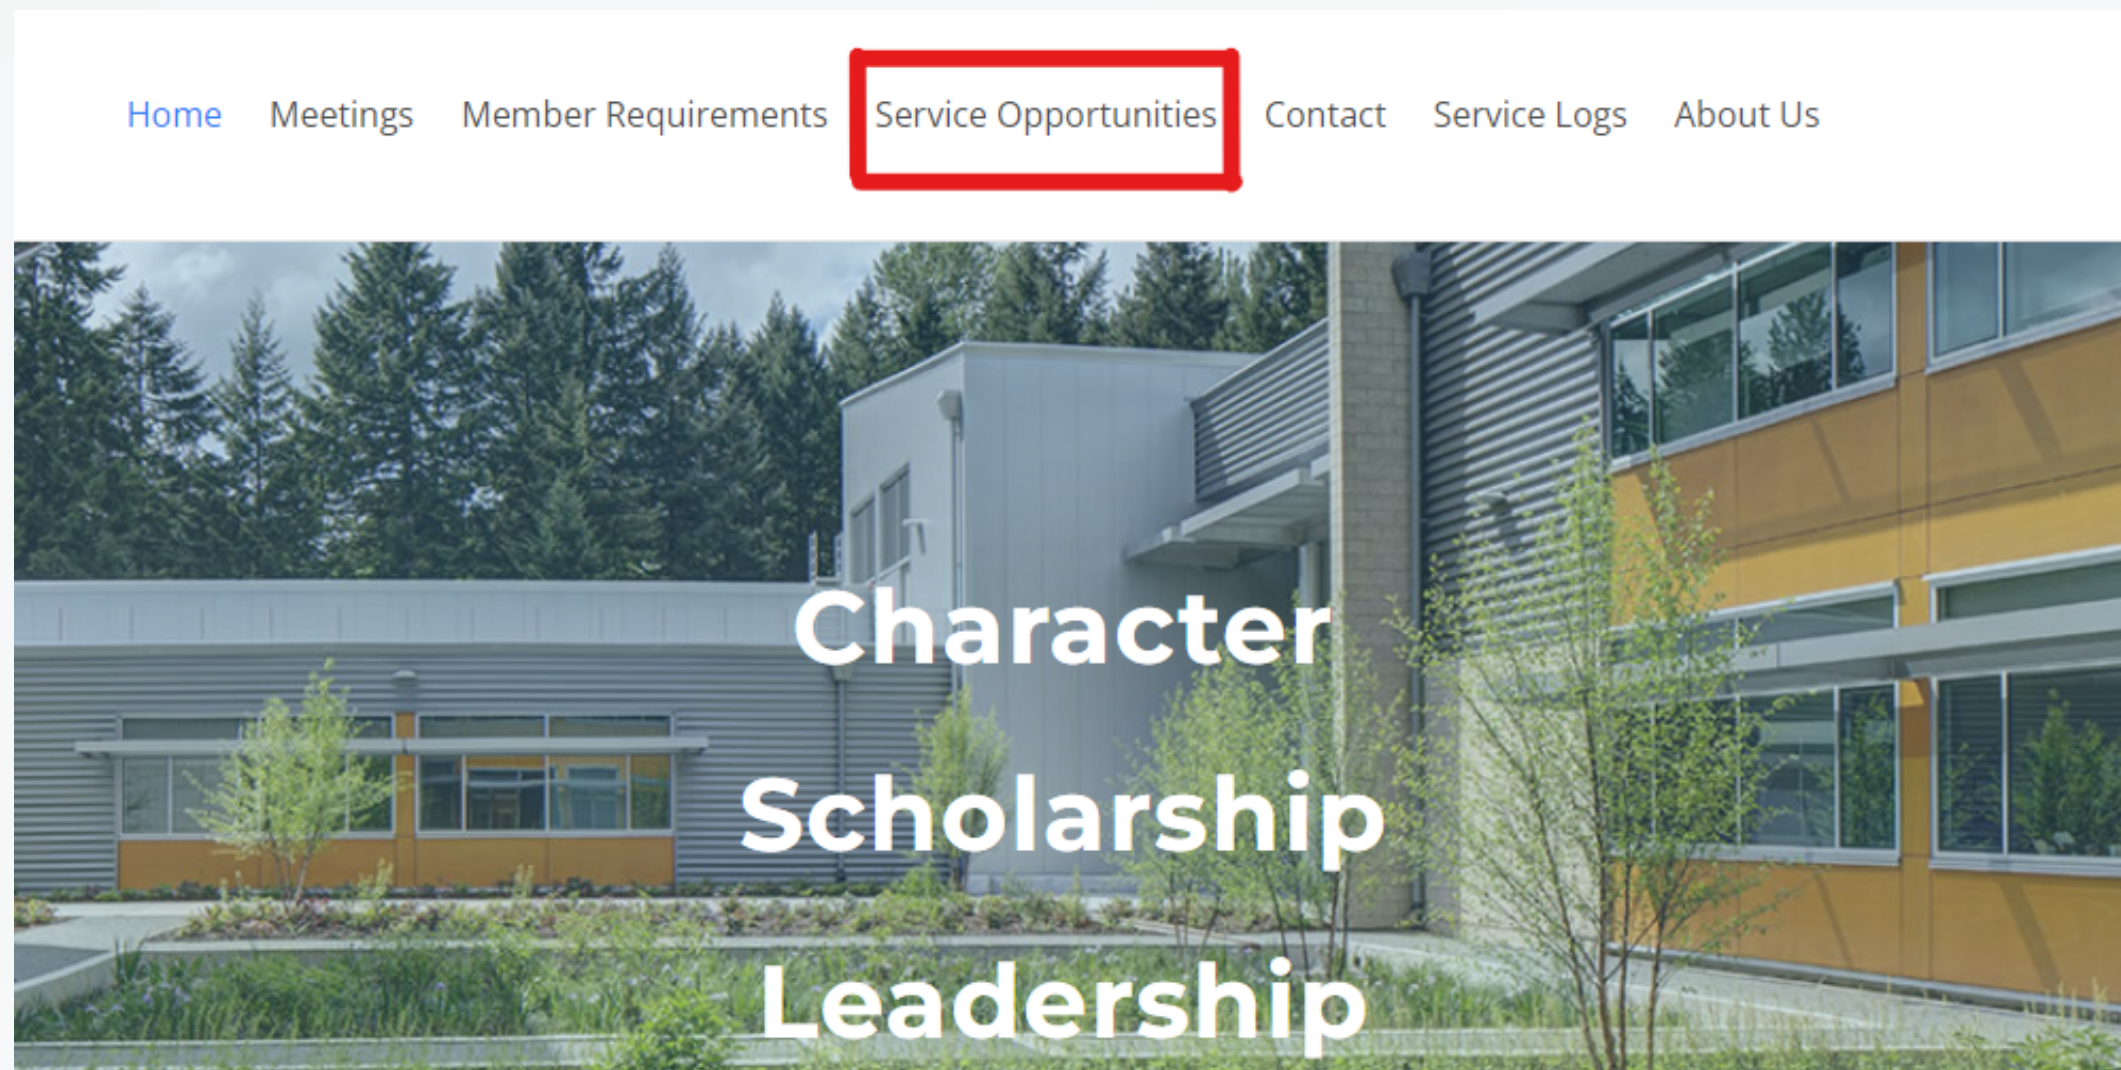 Home Meetings Member Requirements Service Opportunities Contact Service Logs About Us
Character
Scholarship
Leadership